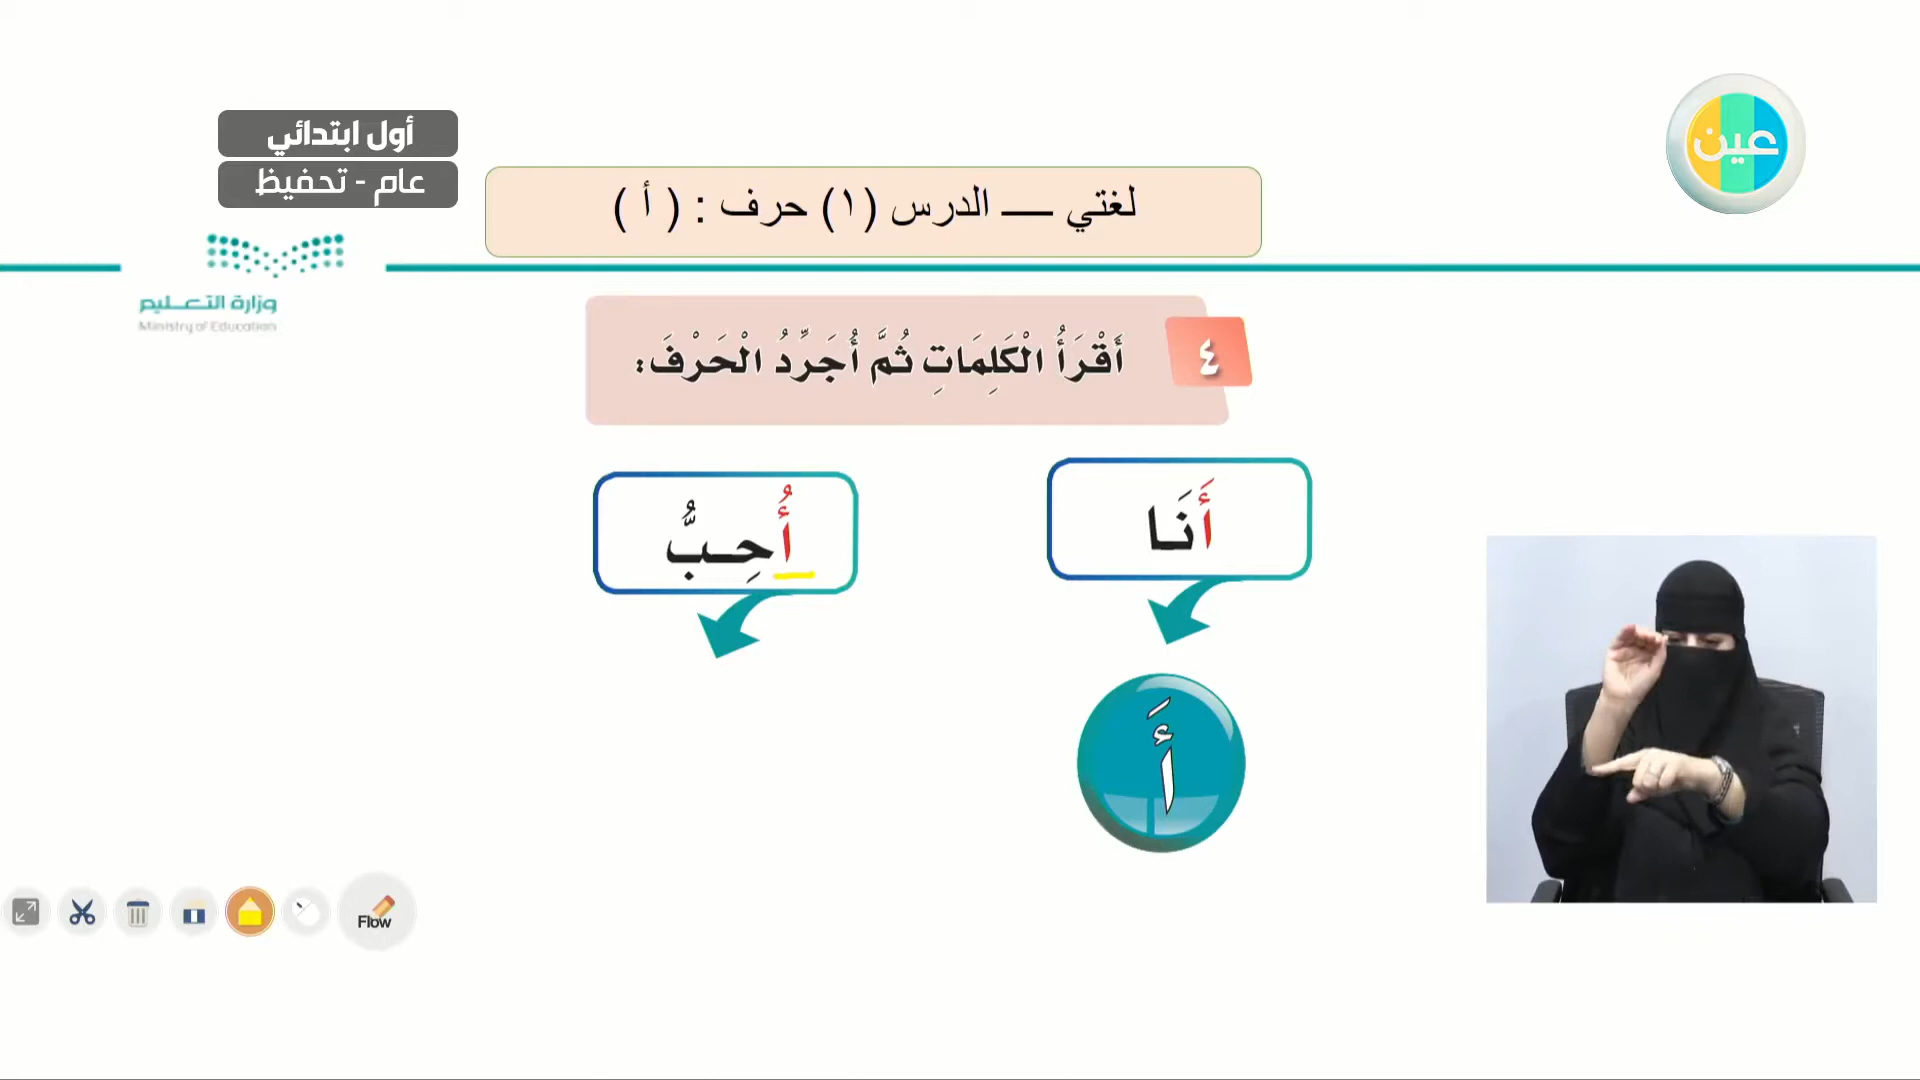 عين
أول ابتدائي
عام - تحفيظ
لغتي ــــ الدرس (١) حرف : ( أ )
وزارة التعليم
Ministry of Education
٤
أَقْرَأُ الْكَلِمَاتِ ثُمَّ أُجَرِّدُ الْحَرْفَ:
أَنَا
أُحِبُّ
أَ
Flow